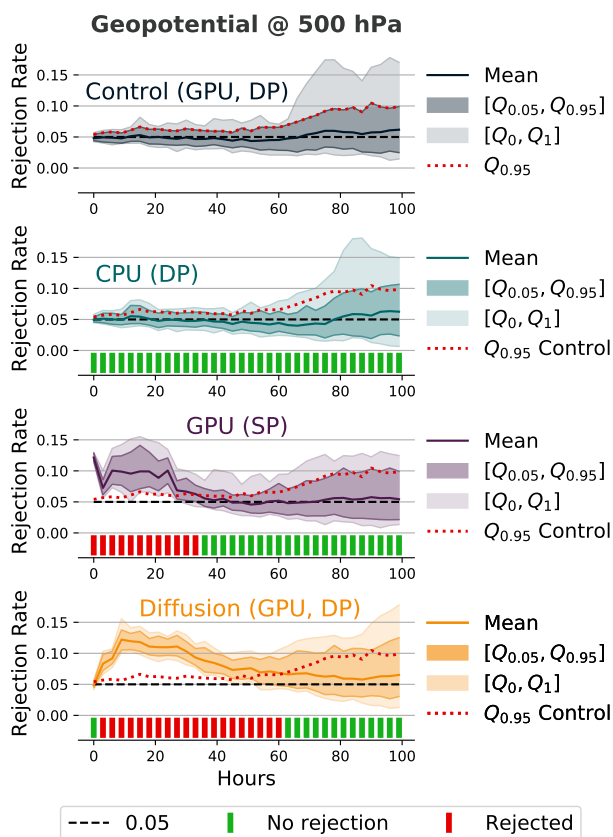 Geopotential @ 500 hPa
Rejection Rate
0.15
0.10
0.05
0.00
Control (GPU, DP)
0 20 40 60 80 100
Mean
[Q0.05, Q0.95]
[Q0, Q1]
Q0.95
Rejection Rate
0.15
0.10
0.05
0.00
CPU (DP)
0 20 40 60 80 100
Mean
[Q0.05, Q0.95]
[Q0, Q1]
Q0.95 Control
Rejection Rate
0.15
0.10
0.05
0.00
GPU (SP)
0 20 40 60 80 100
Mean
[Q0.05, Q0.95]
[Q0, Q1]
Q0.95 Control
Rejection Rate
0.15
0.10
0.05
0.00
Diffusion (GPU, DP)
0 20 40 60 80 100
Hours
Mean
[Q0.05, Q0.95]
[Q0, Q1]
Q0.95 Control
0.05 No rejection Rejected